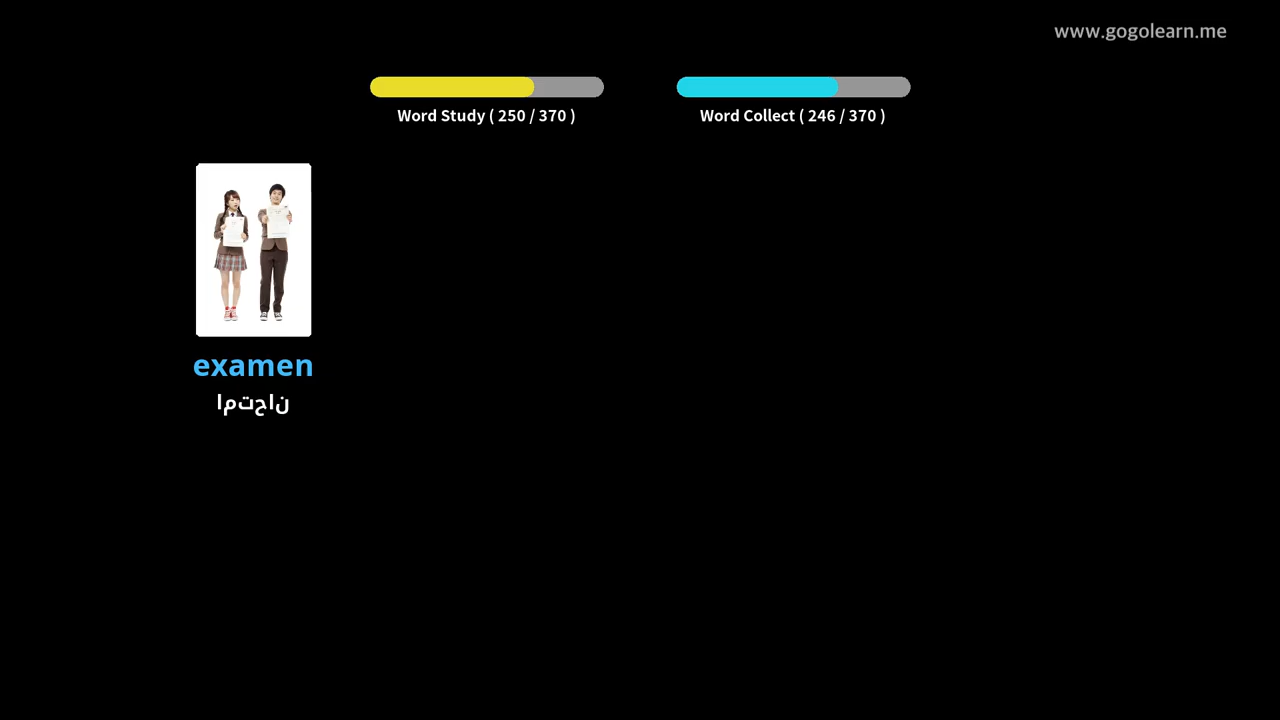 www.gogolearn.me
Word Study ( 250 / 370 )
Word Collect ( 246 / 370 )
examen
امتحان